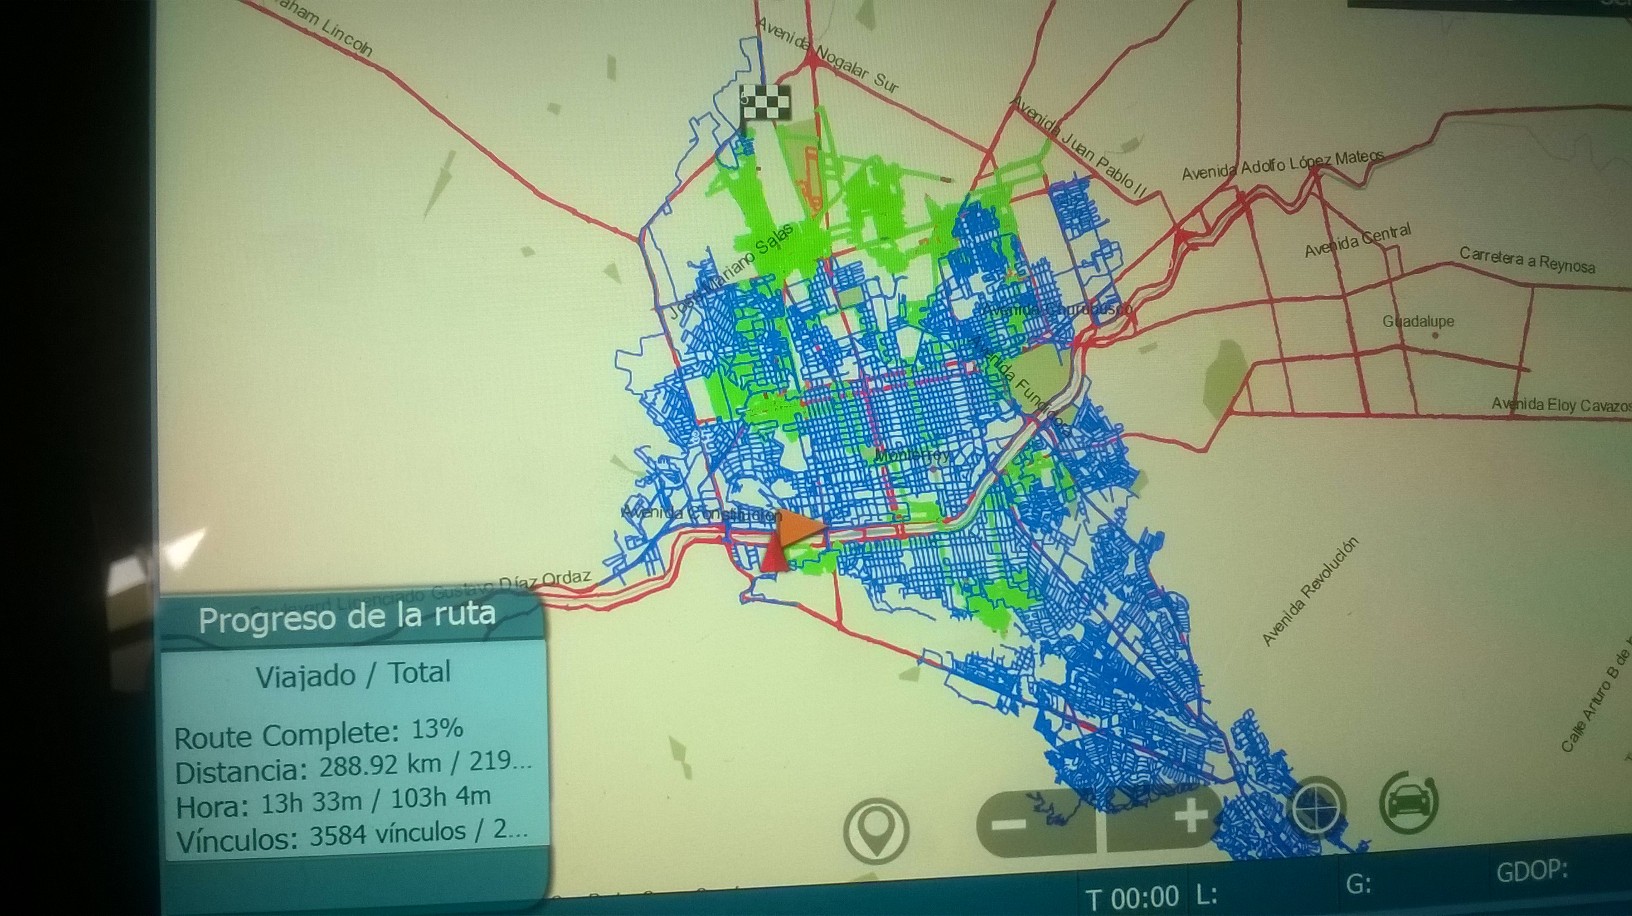 Abraham Lincoln
Avenida Nogalar Sur
Avenida Juan Pablo II
Avenida Adolfo López Mateos
Avenida Central
Carretera a Reynosa
José Mariano Salas
Avenida Churubusco
Guadalupe
Avenida Fundidora
Avenida Eloy Cavazos
Monterrey
Avenida Constitución
Avenida Revolución
Boulevard Licenciado Gustavo Díaz Ordaz
Calle Arturo B de
Progreso de la ruta
Viajado / Total
Route Complete: 13%
Distancia: 288.92 km / 219...
Hora: 13h 33m / 103h 4m
Vínculos: 3584 vínculos / 2...
T 00:00 L: G: GDOP: